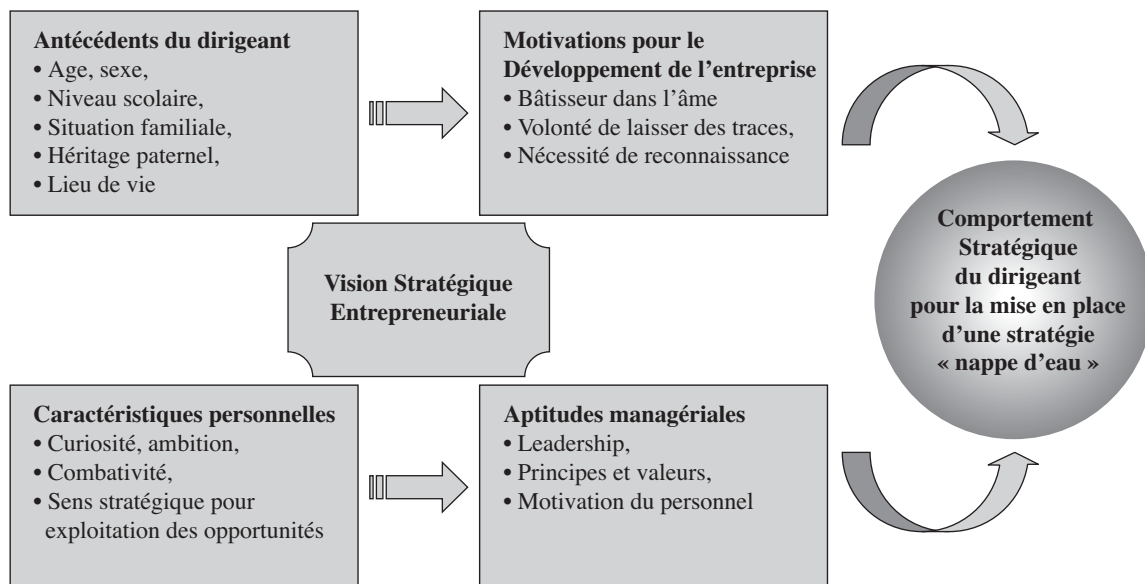 Antécédents du dirigeant
• Age, sexe,
• Niveau scolaire,
• Situation familiale,
• Héritage paternel,
• Lieu de vie
Motivations pour le
Développement de l’entreprise
• Bâtisseur dans l’âme
• Volonté de laisser des traces,
• Nécessité de reconnaissance
Vision Stratégique
Entrepreneuriale
Comportement
Stratégique
du dirigeant
pour la mise en place
d’une stratégie
« nappe d’eau »
Caractéristiques personnelles
• Curiosité, ambition,
• Combativité,
• Sens stratégique pour
exploitation des opportunités
Aptitudes managériales
• Leadership,
• Principes et valeurs,
• Motivation du personnel